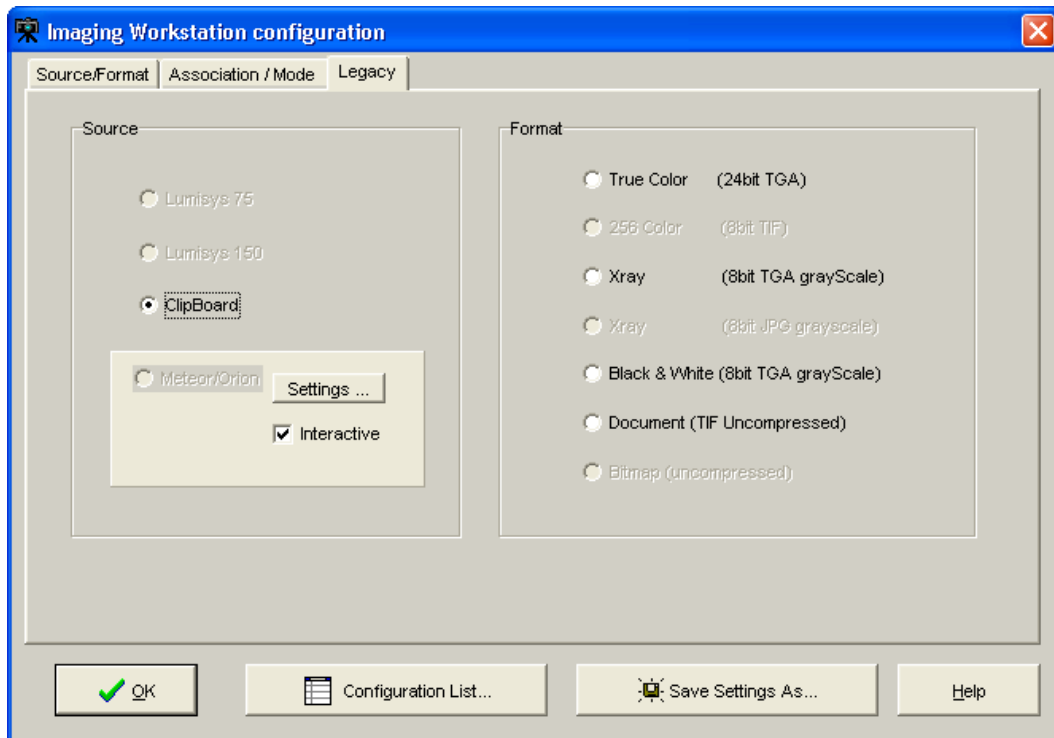 Imaging Workstation configuration
Source/Format
Association / Mode
Legacy
Source
Lumisys 75
Lumisys 150
ClipBoard
Meteor/Orion
Settings ...
Interactive
Format
True Color (24bit TGA)
256 Color (8bit TIF)
Xray (8bit TGA grayScale)
Xray (8bit JPG grayscale)
Black & White (8bit TGA grayScale)
Document (TIF Uncompressed)
Bitmap (uncompressed)
OK
Configuration List...
Save Settings As...
Help